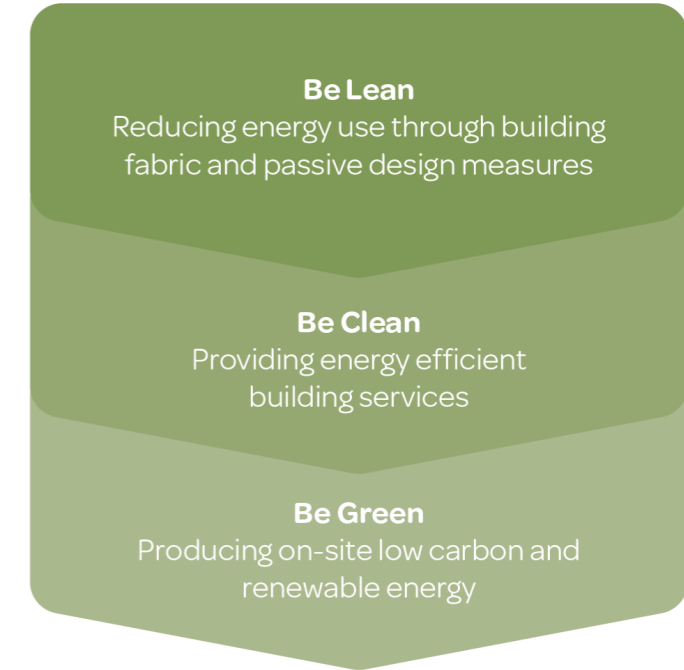 Be Lean
Reducing energy use through building
fabric and passive design measures
Be Clean
Providing energy efficient
building services
Be Green
Producing on-site low carbon and
renewable energy